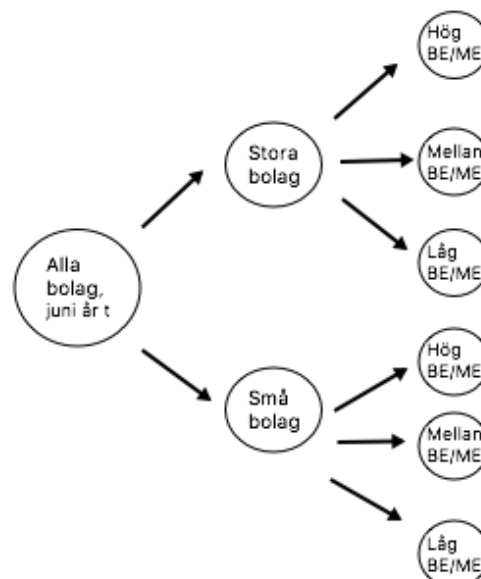 Alla
bolag,
juni år t
Stora
bolag
Små
bolag
Hög
BE/ME
Mellan
BE/ME
Låg
BE/ME
Hög
BE/ME
Mellan
BE/ME
Låg
BE/ME